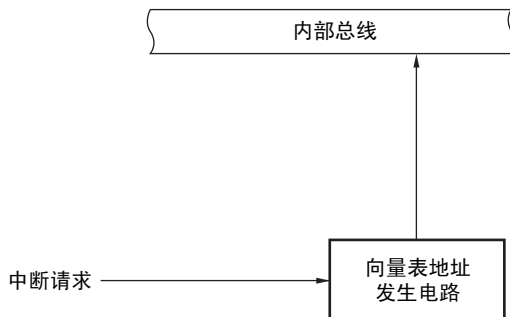 内部总线
中断请求
向量表地址
发生电路